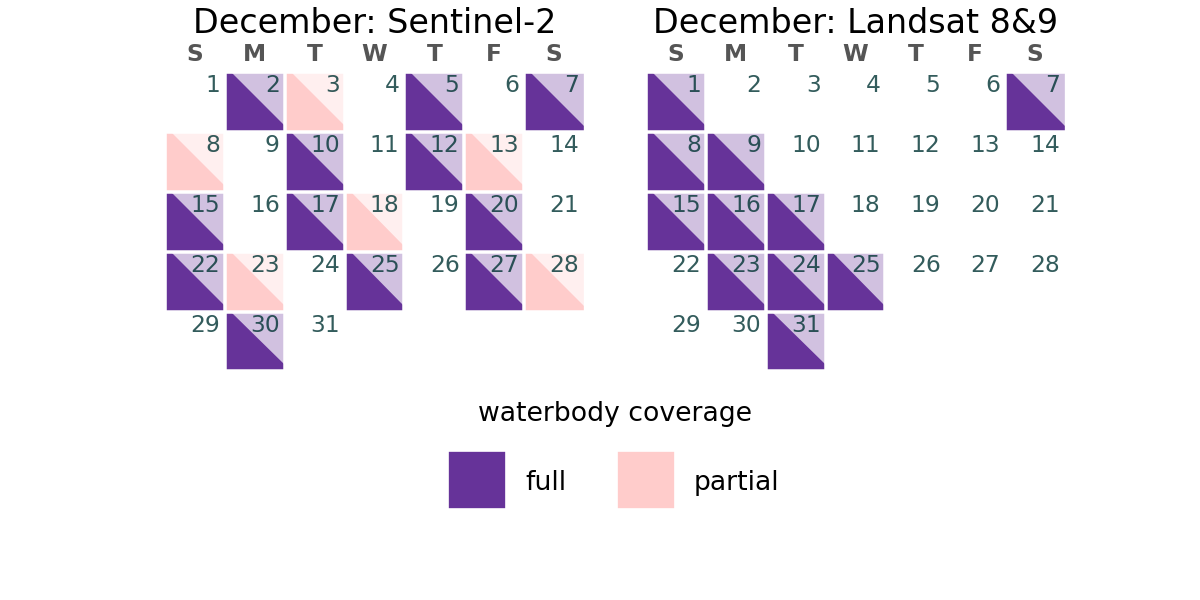 December: Sentinel-2
S M T W T F S
1 2 3 4 5 6 7
8 9 10 11 12 13 14
15 16 17 18 19 20 21
22 23 24 25 26 27 28
29 30 31
December: Landsat 8&9
S M T W T F S
1 2 3 4 5 6 7
8 9 10 11 12 13 14
15 16 17 18 19 20 21
22 23 24 25 26 27 28
29 30 31
waterbody coverage
full
partial